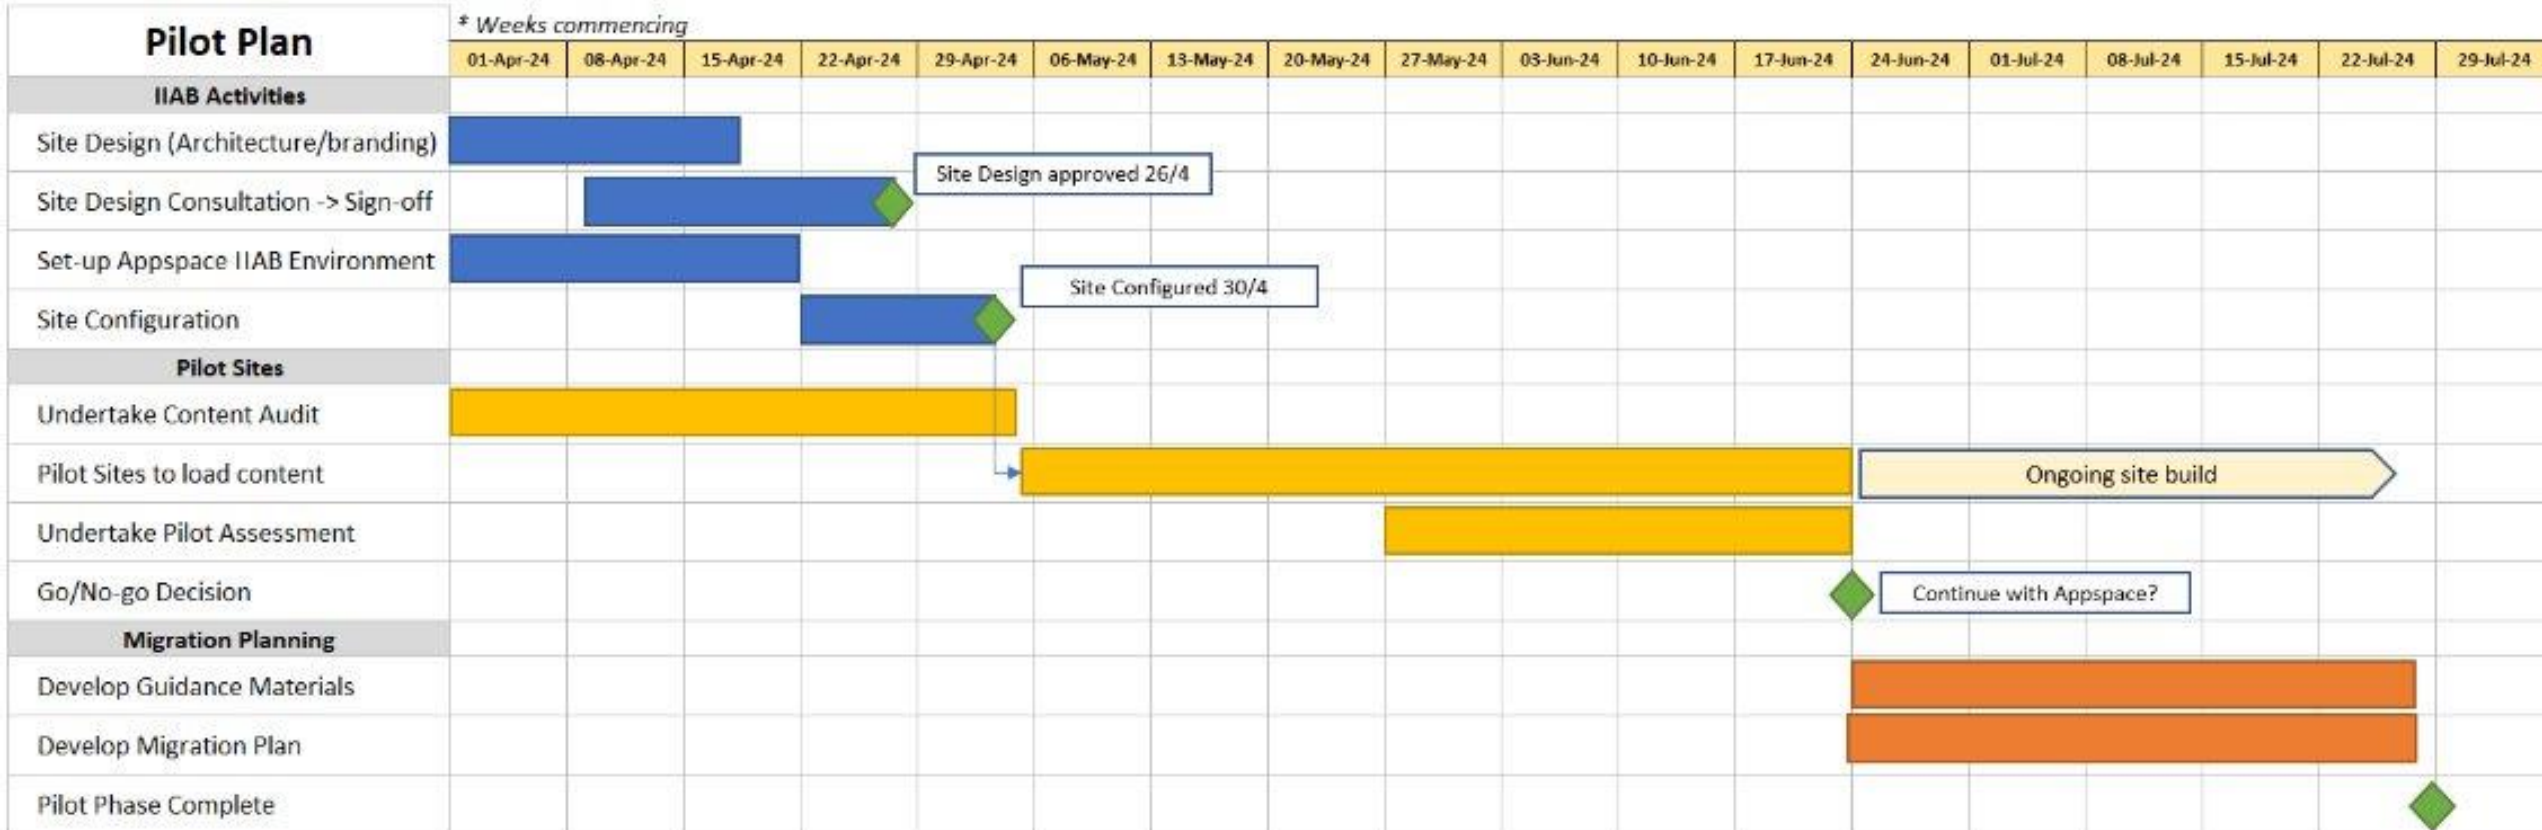 Pilot Plan
* Weeks commencing
01-Apr-24 08-Apr-24 15-Apr-24 22-Apr-24 29-Apr-24 06-May-24 13-May-24 20-May-24 27-May-24 03-Jun-24 10-Jun-24 17-Jun-24 24-Jun-24 01-Jul-24 08-Jul-24 15-Jul-24 22-Jul-24 29-Jul-24
IIAB Activities
Site Design (Architecture/branding)
Site Design approved 26/4
Site Design Consultation -> Sign-off
Set-up Appspace IIAB Environment
Site Configured 30/4
Site Configuration
Pilot Sites
Undertake Content Audit
Pilot Sites to load content
Ongoing site build
Undertake Pilot Assessment
Go/No-go Decision
Continue with Appspace?
Migration Planning
Develop Guidance Materials
Develop Migration Plan
Pilot Phase Complete